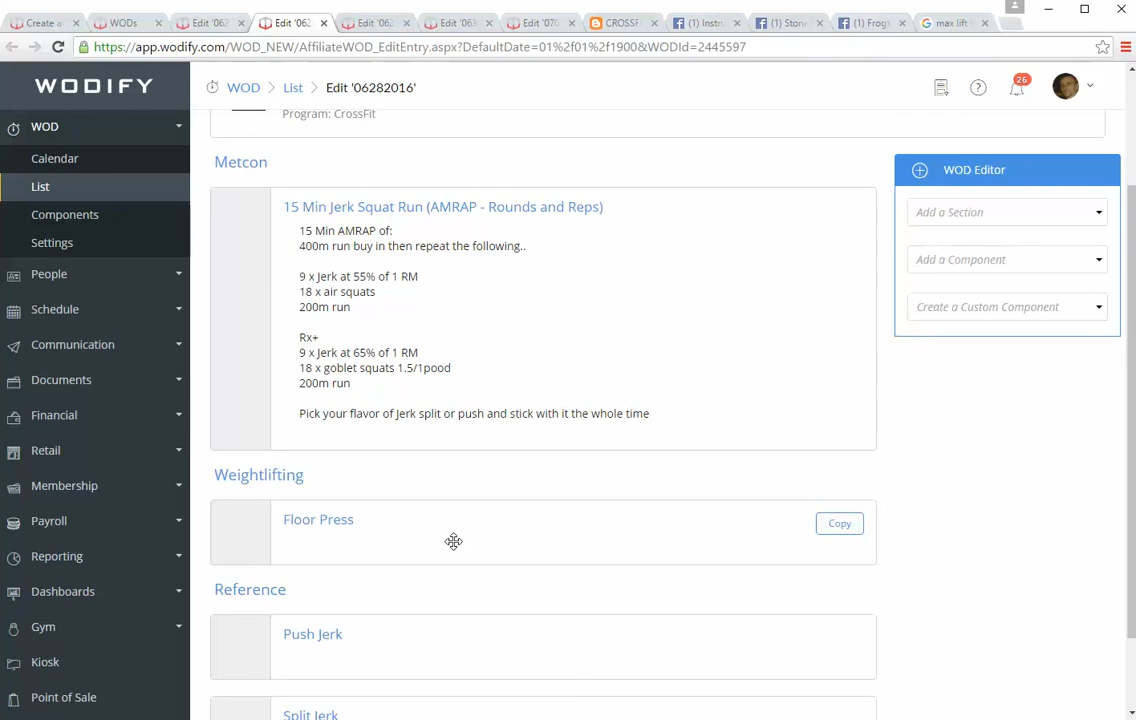 Create a
WODs
Edit '062
Edit '062
Edit '062
Edit '063
Edit '070
CROSSF
(1) Instru
(1) Stone
(1) Frogt
max lift
https://app.wodify.com/WOD_NEW/AffiliateWOD_EditEntry.aspx?DefaultDate=01%2f01%2f1900&WODId=2445597
WODIFY
WOD
List
Edit '06282016'
26
Program: CrossFit
WOD
Calendar
List
Components
Settings
People
Schedule
Communication
Documents
Financial
Retail
Membership
Payroll
Reporting
Dashboards
Gym
Kiosk
Point of Sale
Metcon
15 Min Jerk Squat Run (AMRAP - Rounds and Reps)
15 Min AMRAP of:
400m run buy in then repeat the following..
9 x Jerk at 55% of 1 RM
18 x air squats
200m run
Rx+
9 x Jerk at 65% of 1 RM
18 x goblet squats 1.5/1pood
200m run
Pick your flavor of Jerk split or push and stick with it the whole time
Weightlifting
Floor Press
Copy
Reference
Push Jerk
Split Jerk
WOD Editor
Add a Section
Add a Component
Create a Custom Component